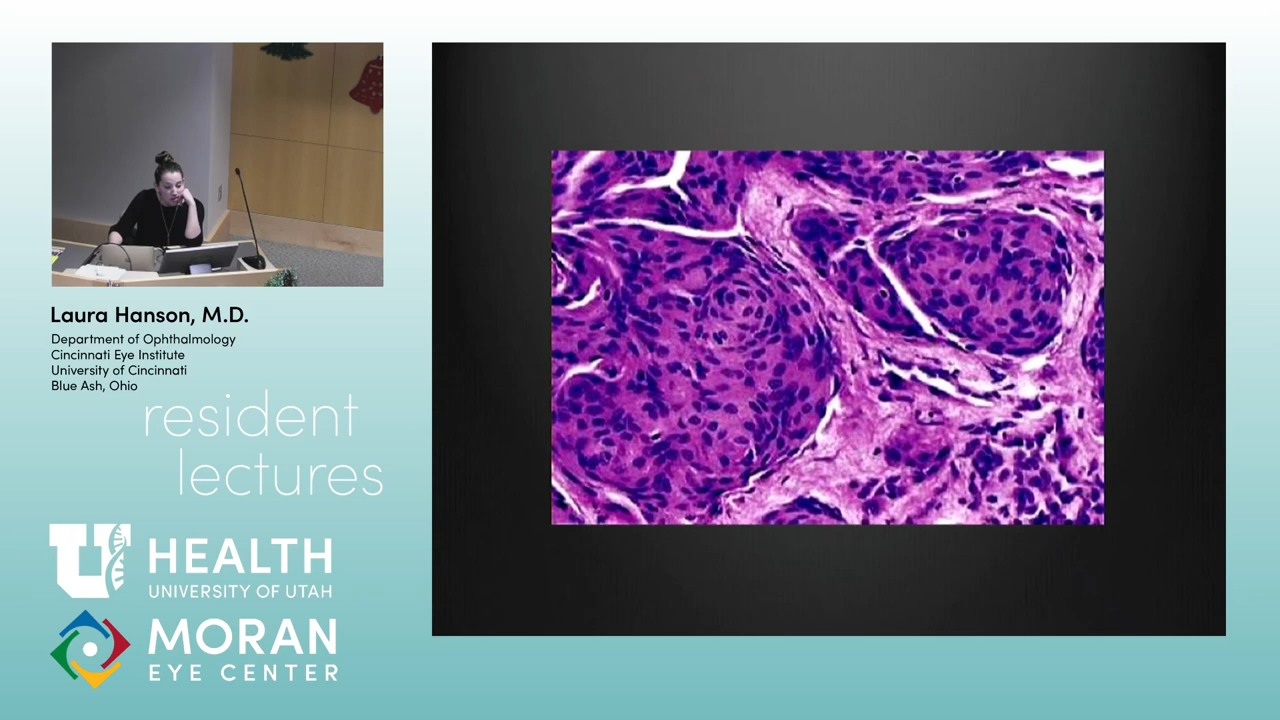 Laura Hanson, M.D.
Department of Ophthalmology
Cincinnati Eye Institute
University of Cincinnati
Blue Ash, Ohio
resident
lectures
U HEALTH
UNIVERSITY OF UTAH
MORAN
EYE CENTER